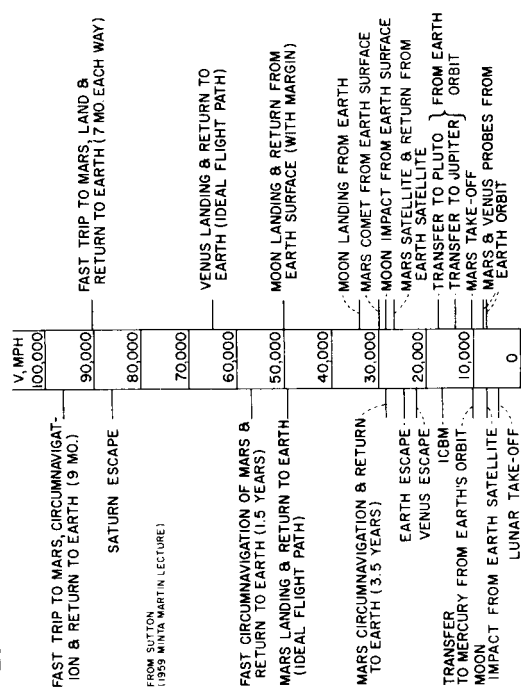 FAST TRIP TO MARS, CIRCUMNAVIGAT-
ION & RETURN TO EARTH (9 MO.)
SATURN ESCAPE
FROM SUTTON
(1959 MINTA MARTIN LECTURE)
FAST CIRCUMNAVIGATION OF MARS &
RETURN TO EARTH (1.5 YEARS)
MARS LANDING & RETURN TO EARTH
(IDEAL FLIGHT PATH)
MARS CIRCUMNAVIGATION & RETURN
TO EARTH (3.5 YEARS)
EARTH ESCAPE
VENUS ESCAPE
ICBM
TRANSFER
TO MERCURY FROM EARTH'S ORBIT
MOON
IMPACT FROM EARTH SATELLITE
LUNAR TAKE-OFF
V, MPH
100,000
90,000
80,000
70,000
60,000
50,000
40,000
30,000
20,000
10,000
0
FAST TRIP TO MARS, LAND &
RETURN TO EARTH (7 MO. EACH WAY)
VENUS LANDING & RETURN TO
EARTH (IDEAL FLIGHT PATH)
MOON LANDING & RETURN FROM
EARTH SURFACE (WITH MARGIN)
MOON LANDING FROM EARTH
MARS COMET FROM EARTH SURFACE
MOON IMPACT FROM EARTH SURFACE
MARS SATELLITE & RETURN FROM
EARTH SATELLITE
TRANSFER TO PLUTO } FROM EARTH
TRANSFER TO JUPITER } ORBIT
MARS TAKE-OFF
MARS & VENUS PROBES FROM
EARTH ORBIT